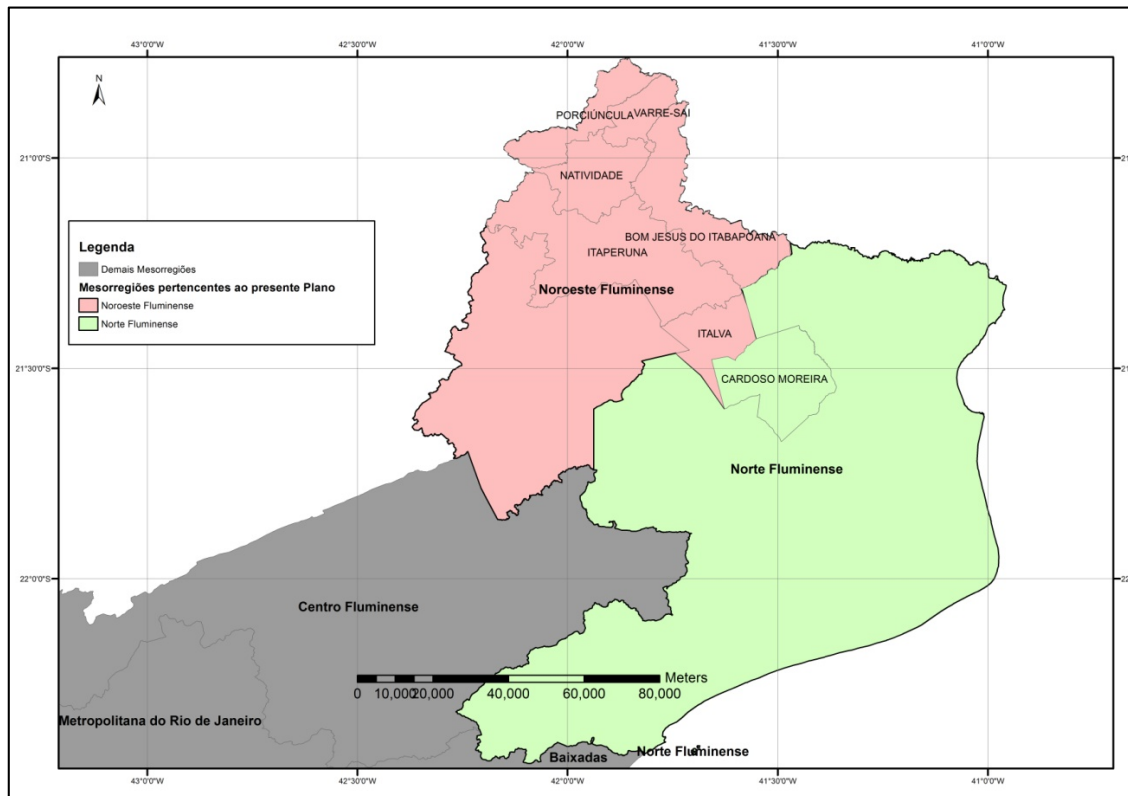 43°0'0"W 42°30'0"W 42°0'0"W 41°30'0"W 41°0'0"W
N
PORCIÚNCULA VARRE-SAI
21°0'0"S 21
NATIVIDADE
Legenda
Demais Mesorregiões
Mesorregiões pertencentes ao presente Plano
Noroeste Fluminense
Norte Fluminense
BOM JESUS DO ITABAPOANA
ITAPERUNA
Noroeste Fluminense
ITALVA
21°30'0"S 21
CARDOSO MOREIRA
Norte Fluminense
22°0'0"S 22
Centro Fluminense
Meters
0 10,000 20,000 40,000 60,000 80,000
Metropolitana do Rio de Janeiro
Baixadas
Norte Fluminense
43°0'0"W 42°30'0"W 42°0'0"W 41°30'0"W 41°0'0"W